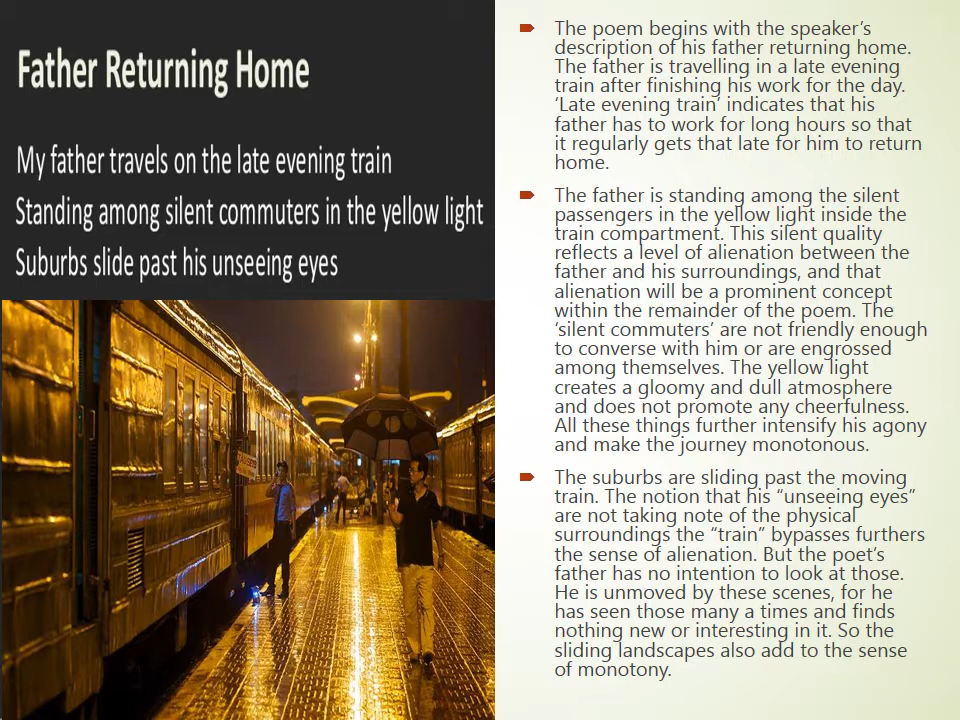 Father Returning Home
My father travels on the late evening train
Standing among silent commuters in the yellow light
Suburbs slide past his unseeing eyes
The poem begins with the speaker’s
description of his father returning home.
The father is travelling in a late evening
train after finishing his work for the day.
‘Late evening train’ indicates that his
father has to work for long hours so that
it regularly gets that late for him to return
home.
The father is standing among the silent
passengers in the yellow light inside the
train compartment. This silent quality
reflects a level of alienation between the
father and his surroundings, and that
alienation will be a prominent concept
within the remainder of the poem. The
‘silent commuters’ are not friendly enough
to converse with him or are engrossed
among themselves. The yellow light
creates a gloomy and dull atmosphere
and does not promote any cheerfulness.
All these things further intensify his agony
and make the journey monotonous.
The suburbs are sliding past the moving
train. The notion that his “unseeing eyes”
are not taking note of the physical
surroundings the “train” bypasses furthers
the sense of alienation. But the poet’s
father has no intention to look at those.
He is unmoved by these scenes, for he
has seen those many a times and finds
nothing new or interesting in it. So the
sliding landscapes also add to the sense
of monotony.